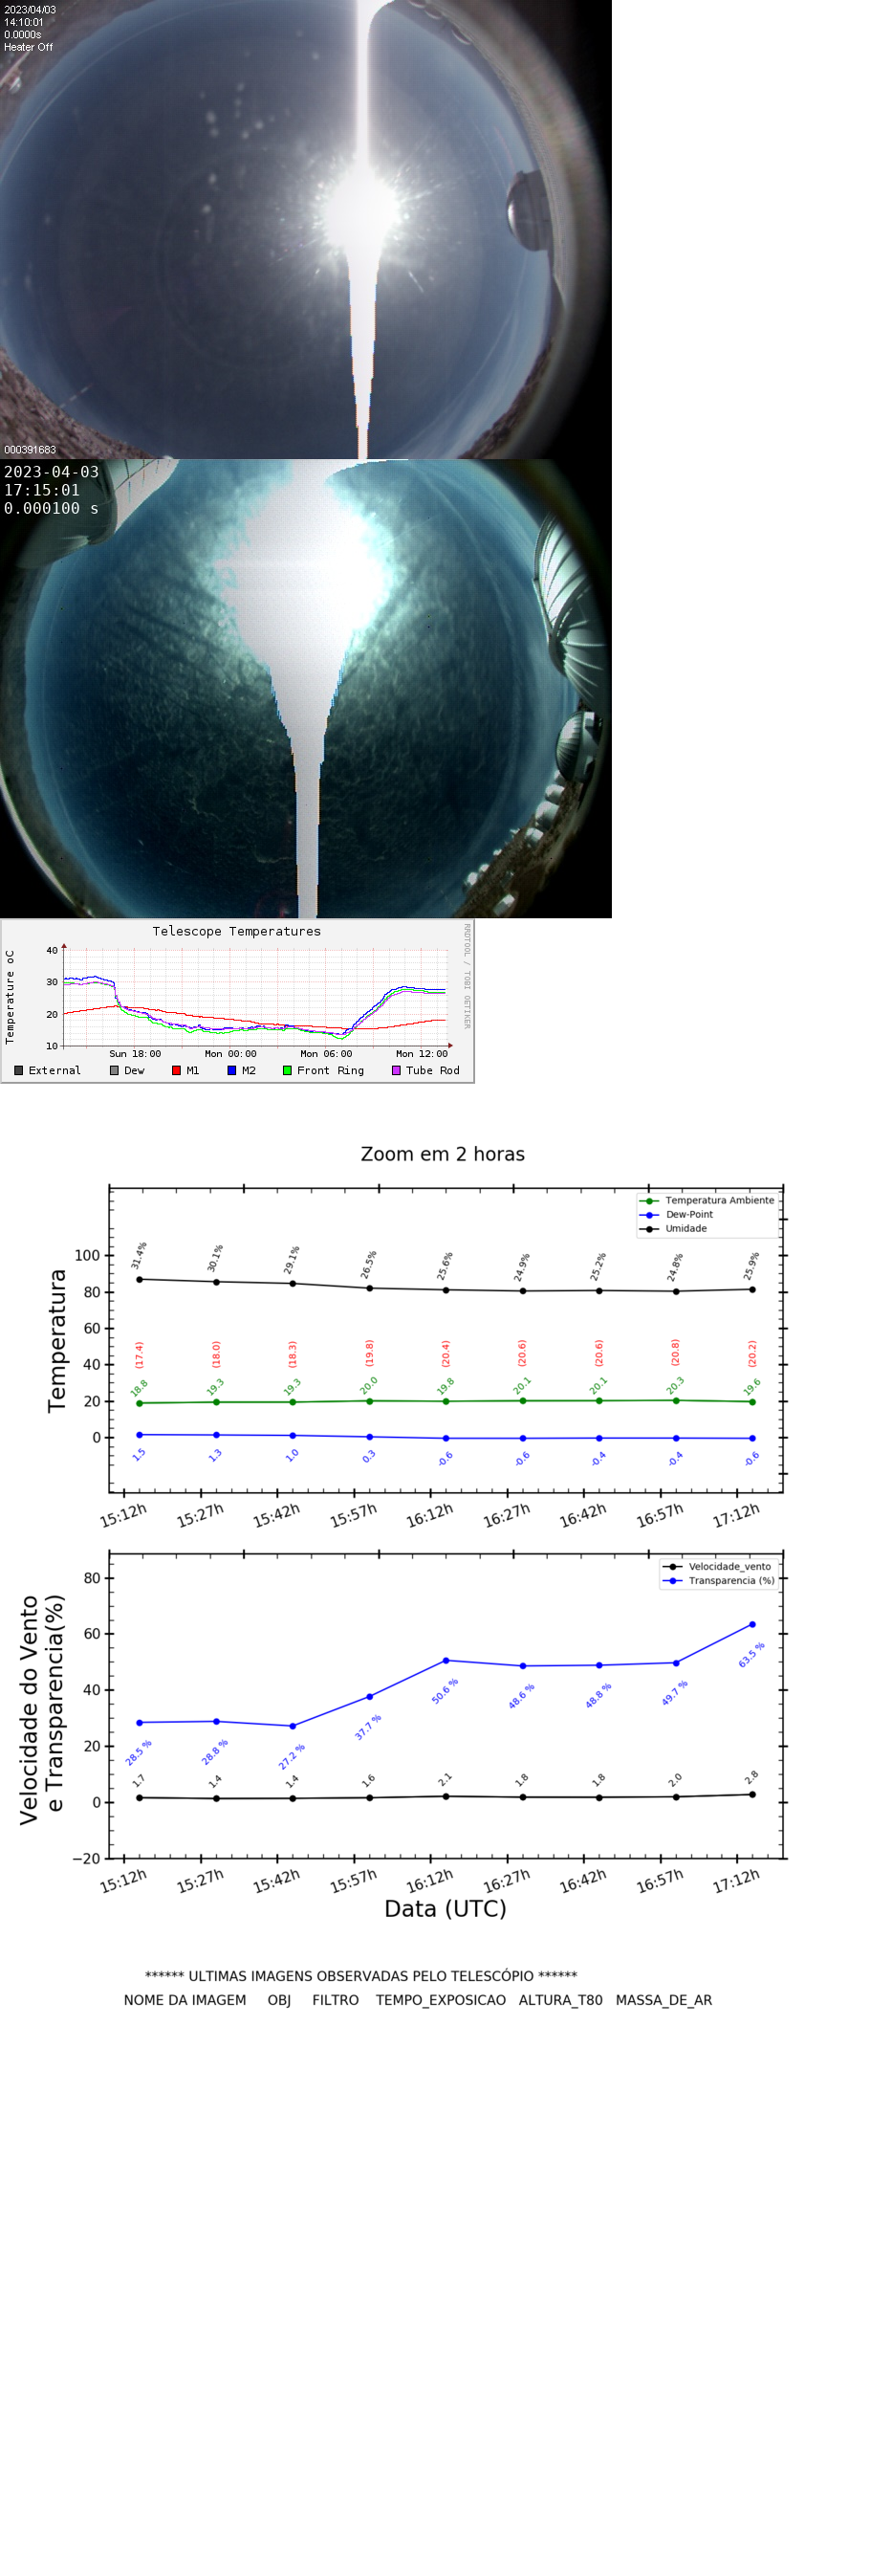 2023/04/03
14:10:01
0.0000s
Heater Off
000391683
2023-04-03
17:15:01
0.000100 s
Telescope Temperatures
RRDTOOL / TOBI OETIKER
Temperature oC
40
30
20
10
Sun 18:00 Mon 00:00 Mon 06:00 Mon 12:00
External Dew M1 M2 Front Ring Tube Rod
Zoom em 2 horas
Temperatura Ambiente
Dew-Point
Umidade
Temperatura
100
80
60
40
20
0
31.4% 30.1% 29.1% 26.5% 25.6% 24.9% 25.2% 24.8% 25.9%
(17.4) (18.0) (18.3) (19.8) (20.4) (20.6) (20.6) (20.8) (20.2)
18.8 19.3 19.3 20.0 19.8 20.1 20.1 20.3 19.6
1.5 1.3 1.0 0.3 -0.6 -0.6 -0.4 -0.4 -0.6
15:12h 15:27h 15:42h 15:57h 16:12h 16:27h 16:42h 16:57h 17:12h
Velocidade_vento
Transparencia (%)
Velocidade do Vento
e Transparencia(%)
80
60
40
20
0
−20
28.5 % 28.8 % 27.2 % 37.7 % 50.6 % 48.6 % 48.8 % 49.7 % 63.5 %
1.7 1.4 1.4 1.6 2.1 1.8 1.8 2.0 2.8
15:12h 15:27h 15:42h 15:57h 16:12h 16:27h 16:42h 16:57h 17:12h
Data (UTC)
****** ULTIMAS IMAGENS OBSERVADAS PELO TELESCÓPIO ******
NOME DA IMAGEM OBJ FILTRO TEMPO_EXPOSICAO ALTURA_T80 MASSA_DE_AR